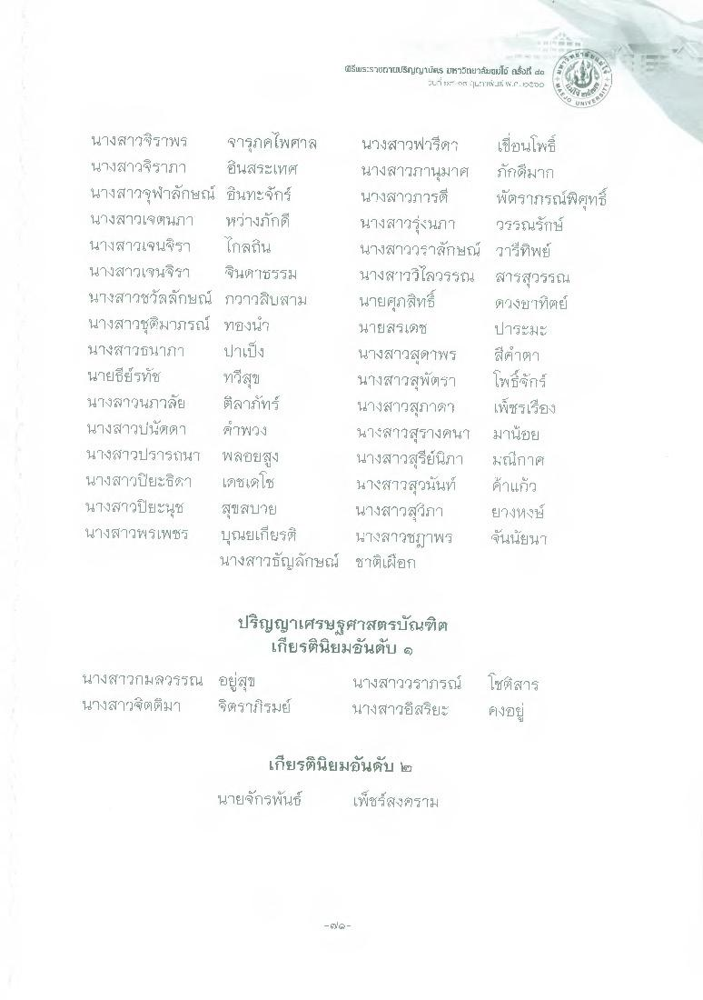 พิธีพระราชทานปริญญาบัตร มหาวิทยาลัยแม่โจ้ ครั้งที่ ๔๐
กุมภาพันธ์ พ.ศ. ๒๕๖๑
มหาวิทยาลัยแม่โจ้
MAEJO UNIVERSITY
นางสาวจิราพร จารุภคไพศาล นางสาวฟารีดา เขื่อนโพธิ์
นางสาวจิราภา อินสระเทศ นางสาวภานุมาศ ภักดีมาก
นางสาวจุฬาลักษณ์ อินทะจักร์ นางสาวภารดี พัตราภรณ์พิศุทธิ์
นางสาวเจตนภา หว่างภักดี นางสาวรุ่งนภา วรรณรักษ์
นางสาวเจนจิรา ไกลถิน นางสาววราลักษณ์ วารีทิพย์
นางสาวเจนจิรา จินดาธรรม นางสาววิไลวรรณ สารสุวรรณ
นางสาวชวัลลักษณ์ กวาวสิบสาม นายศุภสิทธิ์ ดวงอาทิตย์
นางสาวชุติมาภรณ์ ทองนำ นายสรเดช ปาระมะ
นางสาวธนาภา ปาเป็ง นางสาวสุดาพร สีคำตา
นายธีย์รทัช ทวีสุข นางสาวสุพัตรา โพธิ์จักร์
นางสาวนภาลัย ติลาภัทร์ นางสาวสุภาดา เพ็ชรเรือง
นางสาวปนัดดา คำพวง นางสาวสุรางคนา มาน้อย
นางสาวปรารถนา พลอยสูง นางสาวสุรีย์นิภา มณีกาศ
นางสาวปิยะธิดา เดชเดโช นางสาวสุวนันท์ ค้าแก้ว
นางสาวปิยะนุช สุขสบวย นางสาวสุวิภา ยางหงษ์
นางสาวพรเพชร บุณยเกียรติ นางสาวชฎาพร จันนัยนา
นางสาวธัญลักษณ์ ชาติเผือก
ปริญญาเศรษฐศาสตรบัณฑิต
เกียรตินิยมอันดับ ๑
นางสาวกมลวรรณ อยู่สุข นางสาววราภรณ์ โชติสาร
นางสาวจิตติมา จิตราภิรมย์ นางสาวอิสริยะ คงอยู่
เกียรตินิยมอันดับ ๒
นายจักรพันธ์ เพ็ชร์สงคราม
-๗๑-